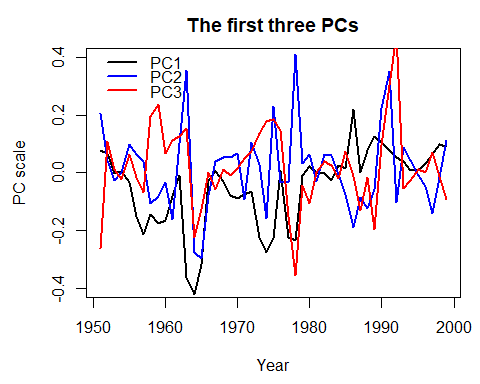 The first three PCs
PC1
PC2
PC3
PC scale
0.4
0.2
0.0
-0.2
-0.4
1950 1960 1970 1980 1990 2000
Year